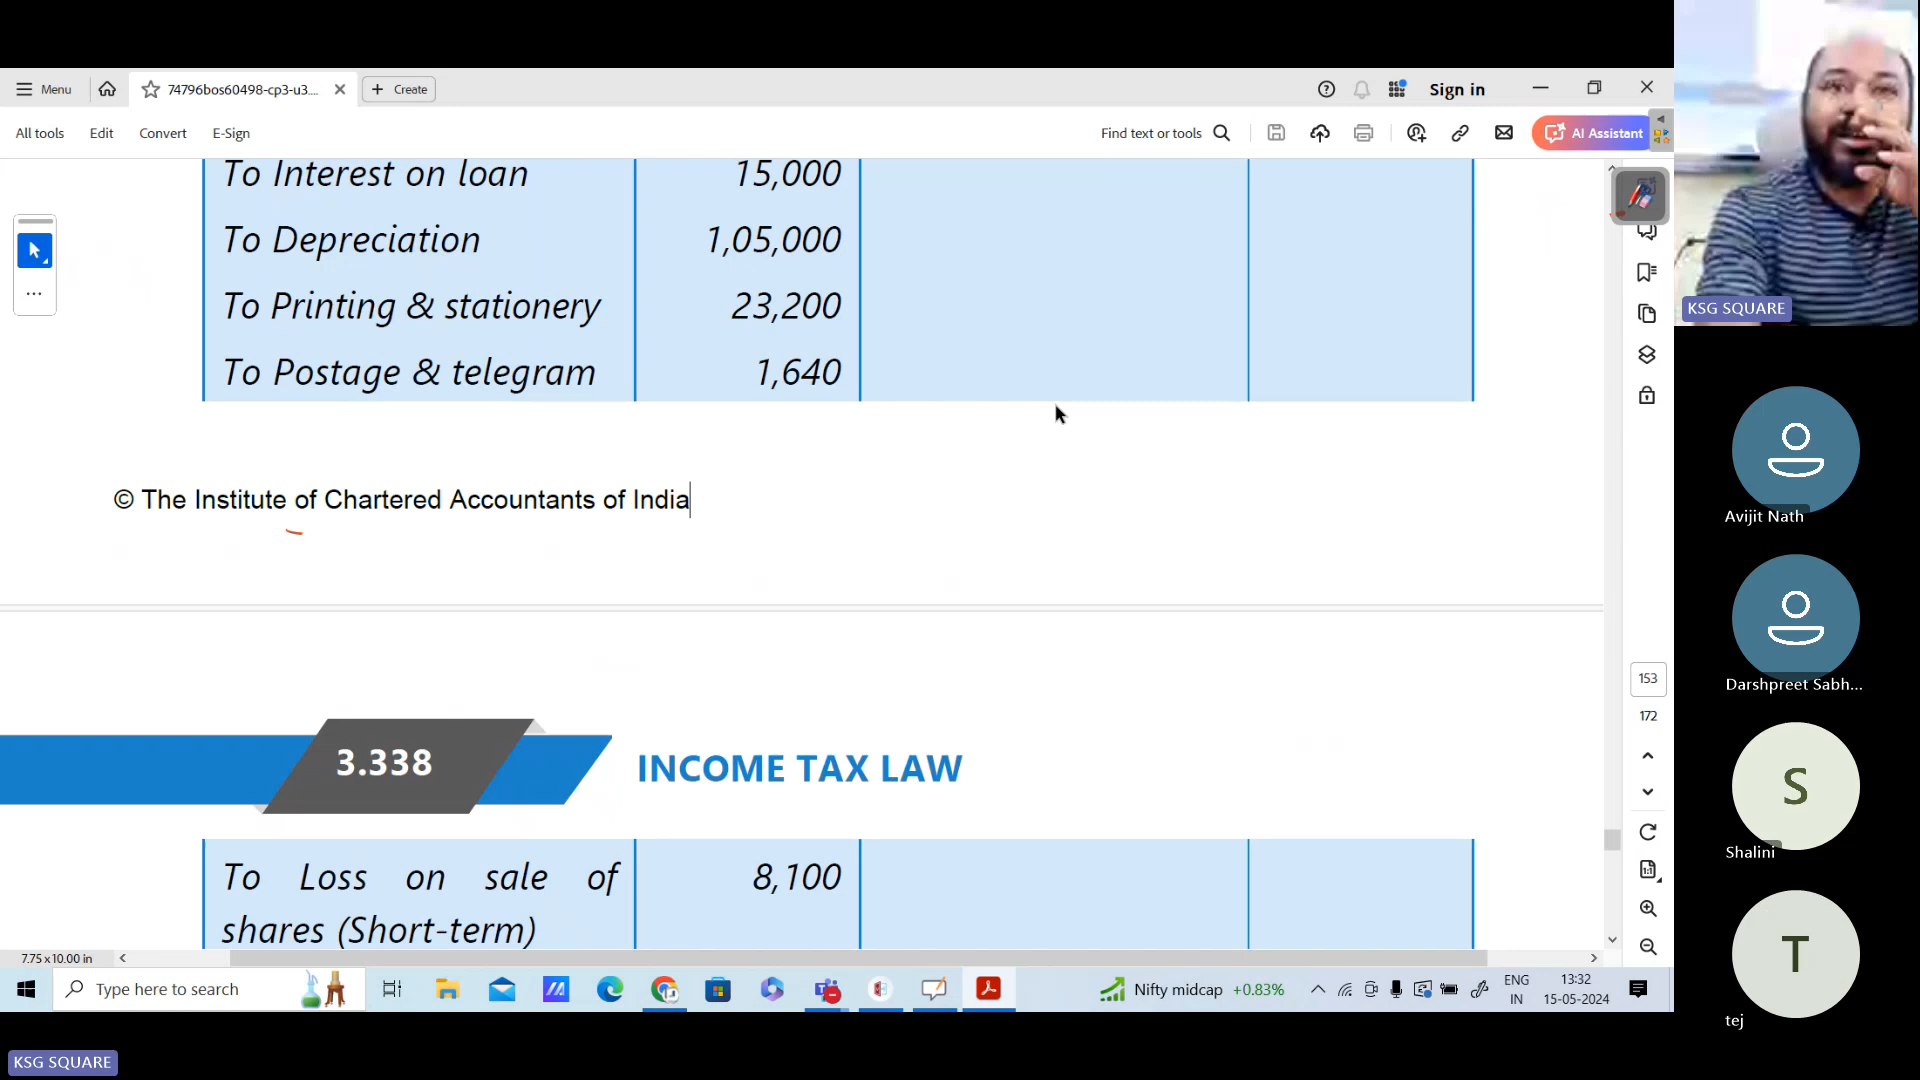 Menu
74796bos60498-cp3-u3....
Create
Sign in
All tools
Edit
Convert
E-Sign
Find text or tools
AI Assistant
To Interest on loan 15,000
To Depreciation 1,05,000
To Printing & stationery 23,200
To Postage & telegram 1,640
© The Institute of Chartered Accountants of India
3.338 INCOME TAX LAW
To Loss on sale of 8,100
shares (Short-term)
153
172
7.75 x 10.00 in
Type here to search
Nifty midcap +0.83%
ENG
IN
13:32
15-05-2024
KSG SQUARE
KSG SQUARE
Avijit Nath
Darshpreet Sabh...
S
Shalini
T
tej